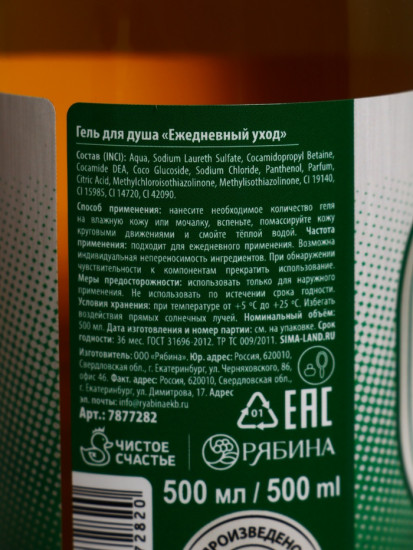 Гель для душа «Ежедневный уход»
Состав (INCI): Aqua, Sodium Laureth Sulfate, Cocamidopropyl Betaine,
Cocamide DEA, Coco Glucoside, Sodium Chloride, Panthenol, Parfum,
Citric Acid, Methylchloroisothiazolinone, Methylisothiazolinone, CI 19140,
CI 15985, CI 14720, CI 42090.
Способ применения: нанесите необходимое количество геля
на влажную кожу или мочалку, вспеньте, помассируйте кожу
круговыми движениями и смойте тёплой водой. Частота
применения: подходит для ежедневного применения. Возможна
индивидуальная непереносимость ингредиентов. При обнаружении
чувствительности к компонентам прекратить использование.
Меры предосторожности: использовать только для наружного
применения. Не использовать по истечении срока годности.
Условия хранения: при температуре от +5 °С до +25 °С. Избегать
воздействия прямых солнечных лучей. Номинальный объём:
500 мл. Дата изготовления и номер партии: см. на упаковке. Срок
годности: 36 мес. ГОСТ 31696-2012. ТР ТС 009/2011. SIMA-LAND.RU
Изготовитель: ООО «Рябина». Юр. адрес: Россия, 620010,
Свердловская обл., г. Екатеринбург, ул. Черняховского, 86,
офис 46. Факт. адрес: Россия, 620010, Свердловская обл.,
г. Екатеринбург, ул. Димитрова, 17. Адрес
эл. почты: info@ryabinaekb.ru
Арт.: 7877282
01
EAC
ЧИСТОЕ
СЧАСТЬЕ
РЯБИНА
500 мл / 500 ml
ПРОИЗВЕДЕНО
728201